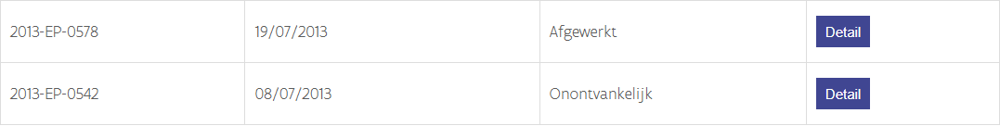 2013-EP-0578 19/07/2013 Afgewerkt Detail
2013-EP-0542 08/07/2013 Onontvankelijk Detail